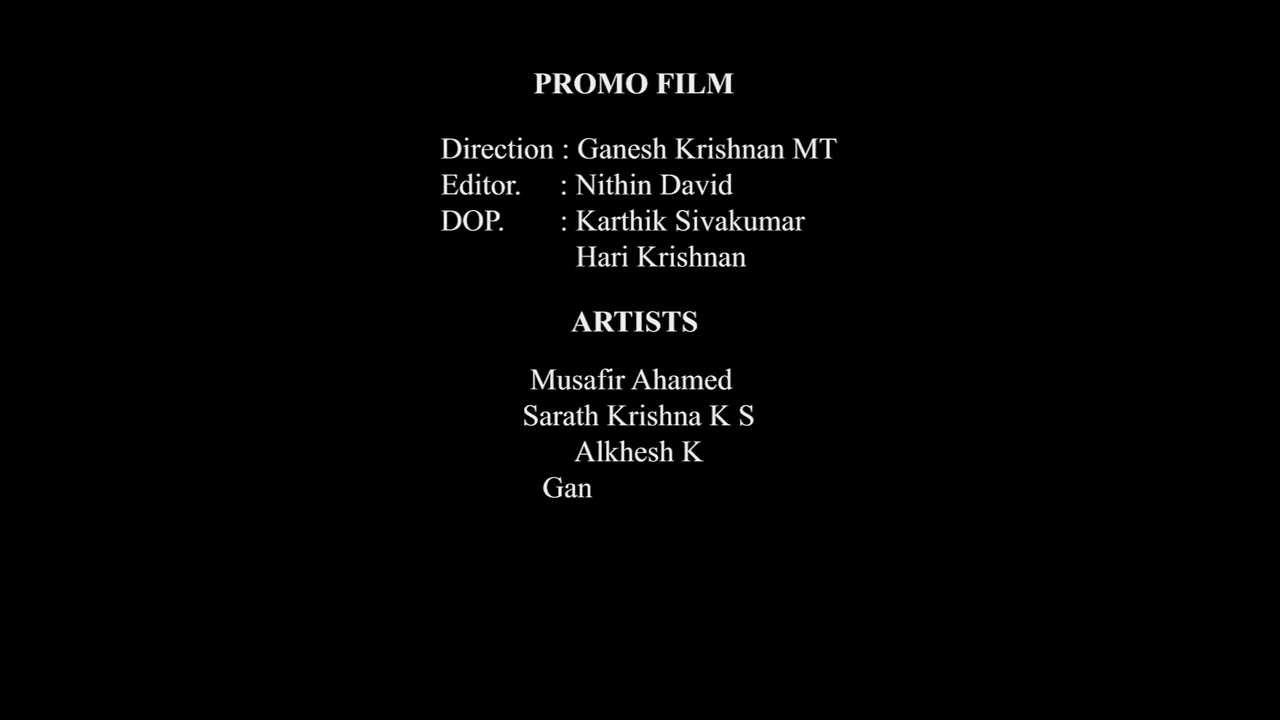 PROMO FILM
Direction : Ganesh Krishnan MT
Editor. : Nithin David
DOP. : Karthik Sivakumar
Hari Krishnan
ARTISTS
Musafir Ahamed
Sarath Krishna K S
Alkhesh K
Gan